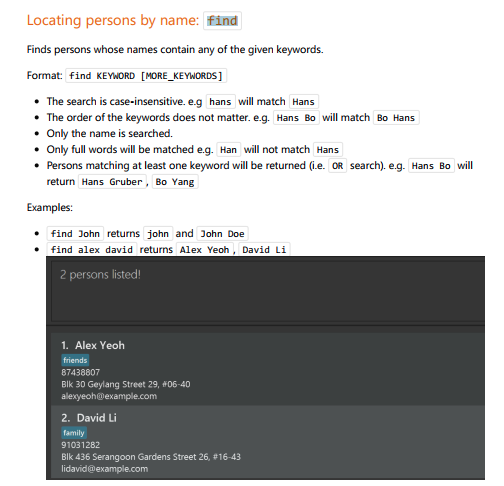 Locating persons by name: find
Finds persons whose names contain any of the given keywords.
Format: find KEYWORD [MORE_KEYWORDS]
• The search is case-insensitive. e.g hans will match Hans
• The order of the keywords does not matter. e.g. Hans Bo will match Bo Hans
• Only the name is searched.
• Only full words will be matched e.g. Han will not match Hans
• Persons matching at least one keyword will be returned (i.e. OR search). e.g. Hans Bo will
return Hans Gruber, Bo Yang
Examples:
• find John returns john and John Doe
• find alex david returns Alex Yeoh, David Li
2 persons listed!
1. Alex Yeoh
friends
87438807
Blk 30 Geylang Street 29, #06-40
alexyeoh@example.com
2. David Li
family
91031282
Blk 436 Serangoon Gardens Street 26, #16-43
lidavid@example.com